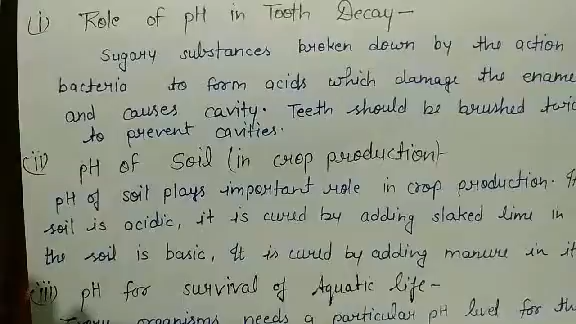 (i) Role of pH in Tooth Decay—
Sugary substances broken down by the action
bacteria to form acids which damage the ename
and causes cavity. Teeth should be brushed twic
to prevent cavities.
(ii) pH of Soil (in crop production)—
pH of soil plays important role in crop production. If
soil is acidic, it is cured by adding slaked lime in
the soil is basic, It is cured by adding manure in it
(iii) pH for survival of Aquatic life—
organisms needs a particular pH level for